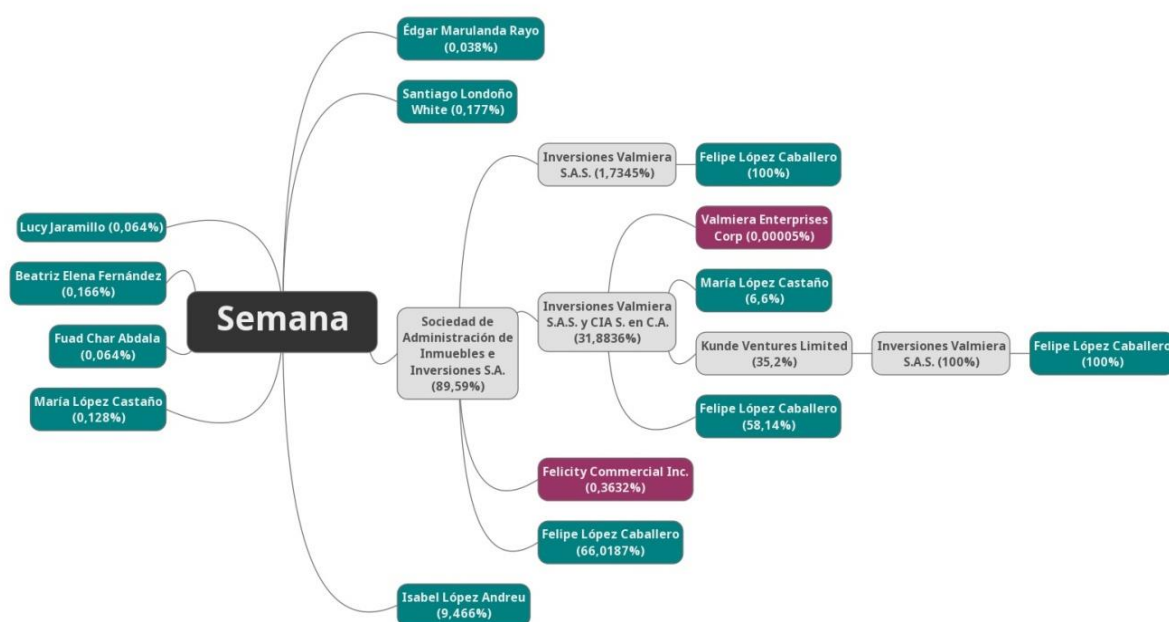 Édgar Marulanda Rayo
(0,038%)
Santiago Londoño
White (0,177%)
Lucy Jaramillo (0,064%)
Beatriz Elena Fernández
(0,166%)
Fuad Char Abdala
(0,064%)
María López Castaño
(0,128%)
Semana
Sociedad de
Administración de
Inmuebles e
Inversiones S.A.
(89,59%)
Inversiones Valmiera
S.A.S. (1,7345%)
Felipe López Caballero
(100%)
Inversiones Valmiera
S.A.S. y CIA S. en C.A.
(31,8836%)
Valmiera Enterprises
Corp (0,00005%)
María López Castaño
(6,6%)
Kunde Ventures Limited
(35,2%)
Inversiones Valmiera
S.A.S. (100%)
Felipe López Caballero
(100%)
Felipe López Caballero
(58,14%)
Felicity Commercial Inc.
(0,3632%)
Felipe López Caballero
(66,0187%)
Isabel López Andreu
(9,466%)